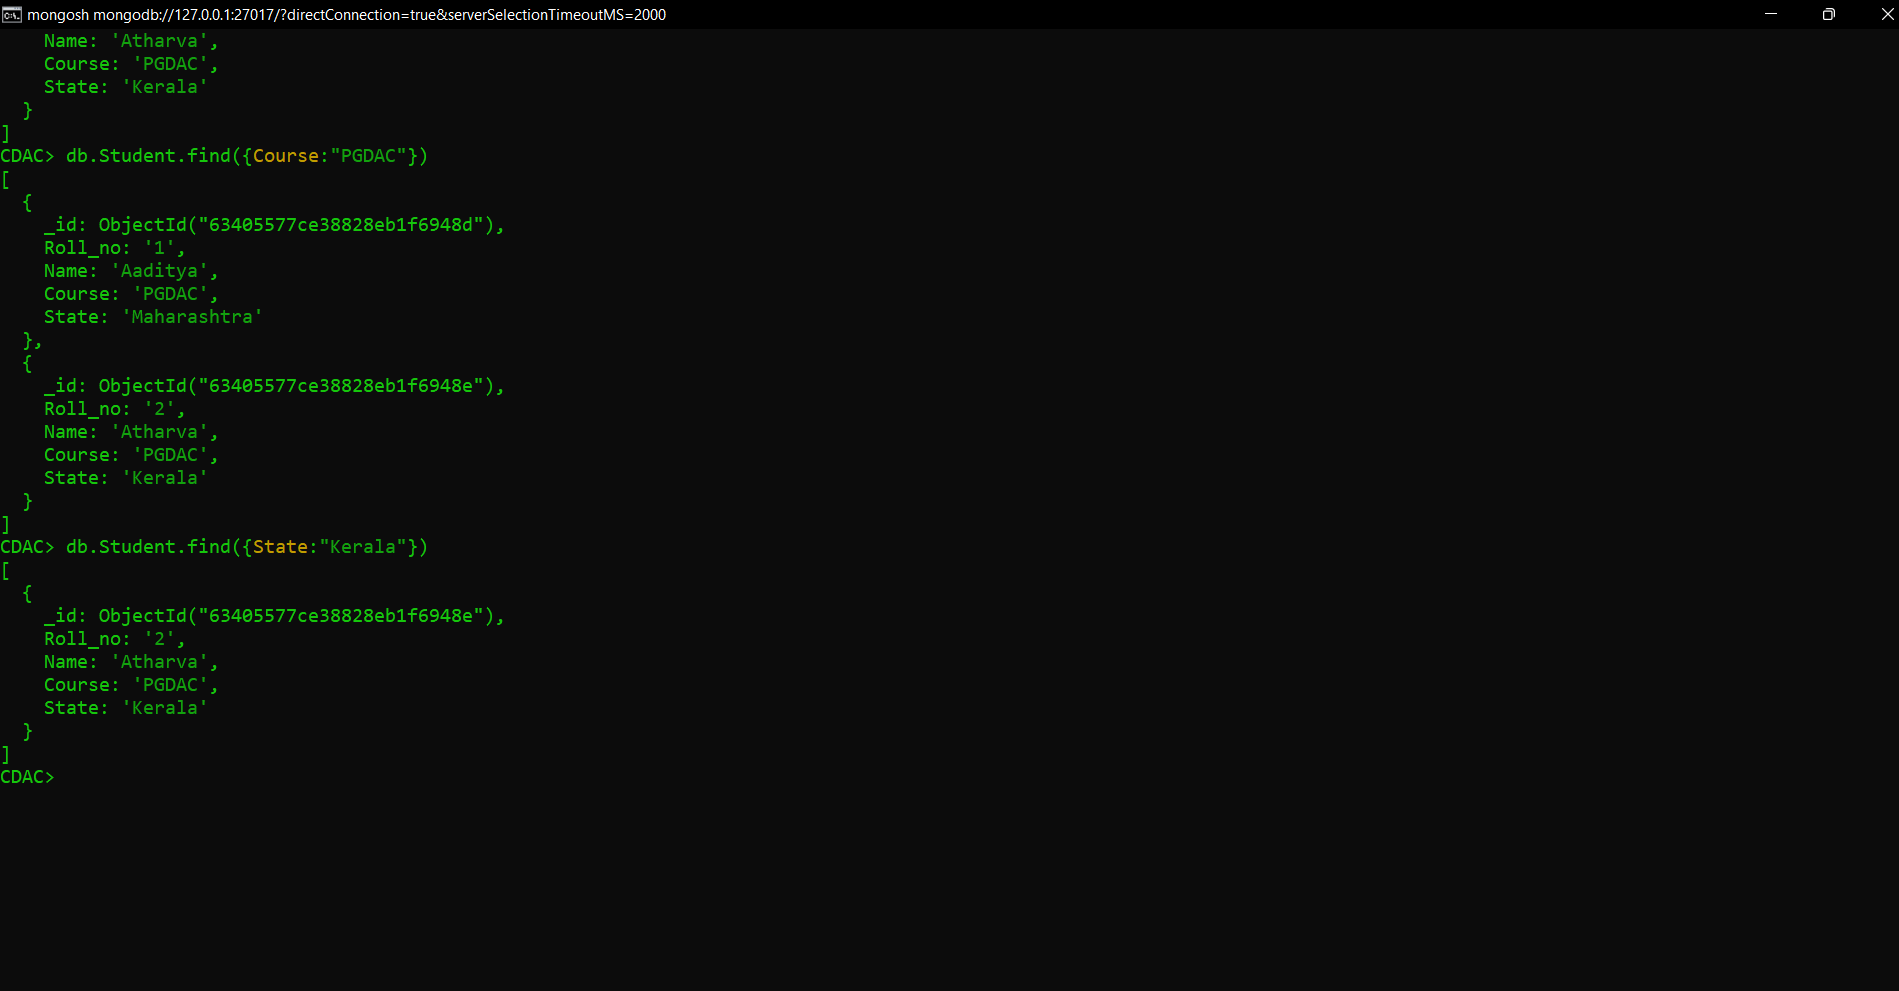 mongosh mongodb://127.0.0.1:27017/?directConnection=true&serverSelectionTimeoutMS=2000
    Name: 'Atharva',
    Course: 'PGDAC',
    State: 'Kerala'
  }
]
CDAC> db.Student.find({Course:"PGDAC"})
[
  {
    _id: ObjectId("63405577ce38828eb1f6948d"),
    Roll_no: '1',
    Name: 'Aaditya',
    Course: 'PGDAC',
    State: 'Maharashtra'
  },
  {
    _id: ObjectId("63405577ce38828eb1f6948e"),
    Roll_no: '2',
    Name: 'Atharva',
    Course: 'PGDAC',
    State: 'Kerala'
  }
]
CDAC> db.Student.find({State:"Kerala"})
[
  {
    _id: ObjectId("63405577ce38828eb1f6948e"),
    Roll_no: '2',
    Name: 'Atharva',
    Course: 'PGDAC',
    State: 'Kerala'
  }
]
CDAC>